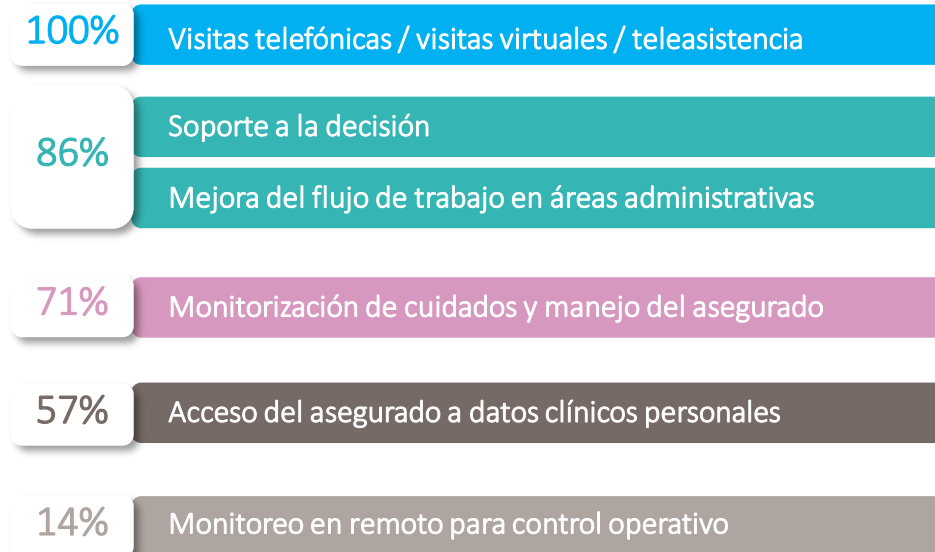 100%
Visitas telefónicas / visitas virtuales / teleasistencia
86%
Soporte a la decisión
Mejora del flujo de trabajo en áreas administrativas
71%
Monitorización de cuidados y manejo del asegurado
57%
Acceso del asegurado a datos clínicos personales
14%
Monitoreo en remoto para control operativo